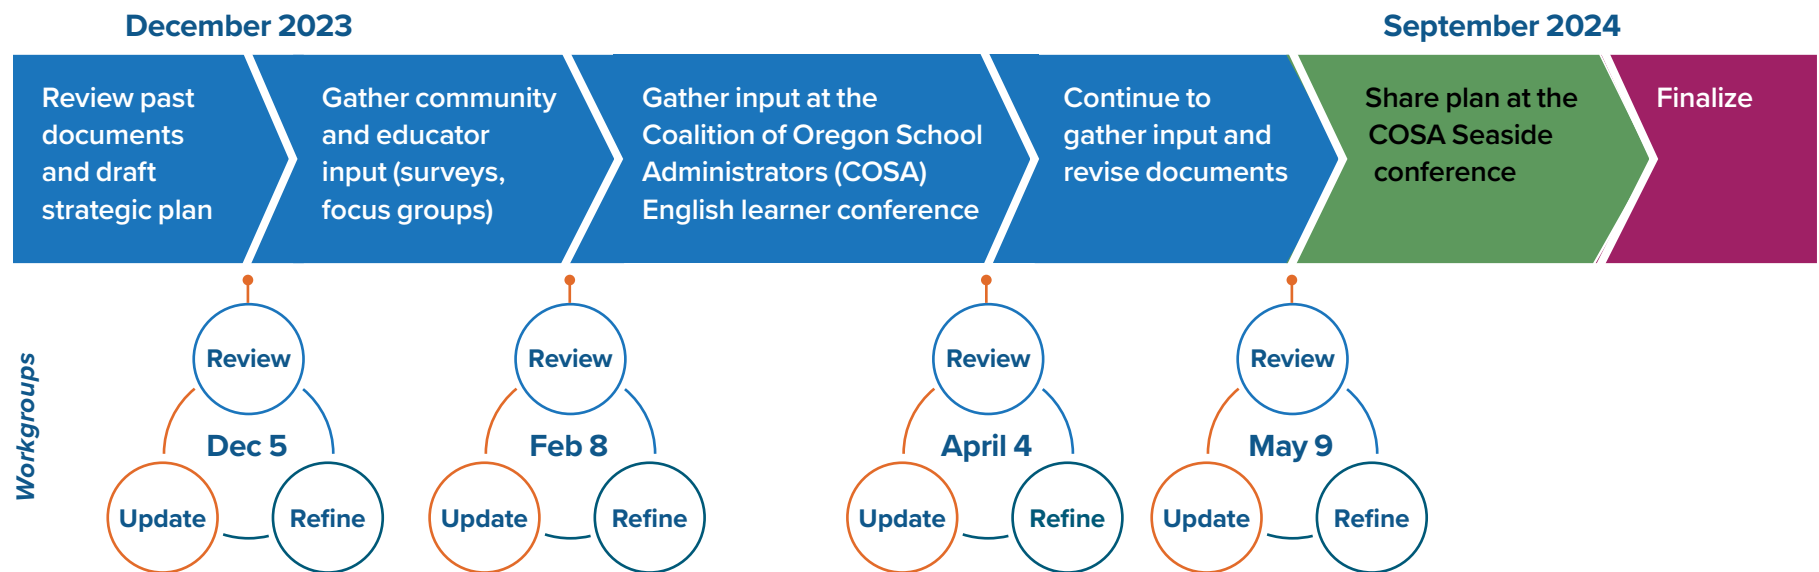 December 2023
September 2024
Review past
documents
and draft
strategic plan
Gather community
and educator
input (surveys,
focus groups)
Gather input at the
Coalition of Oregon School
Administrators (COSA)
English learner conference
Continue to
gather input and
revise documents
Share plan at the
COSA Seaside
conference
Finalize
Workgroups
Review
Dec 5
Update
Refine
Review
Feb 8
Update
Refine
Review
April 4
Update
Refine
Review
May 9
Update
Refine